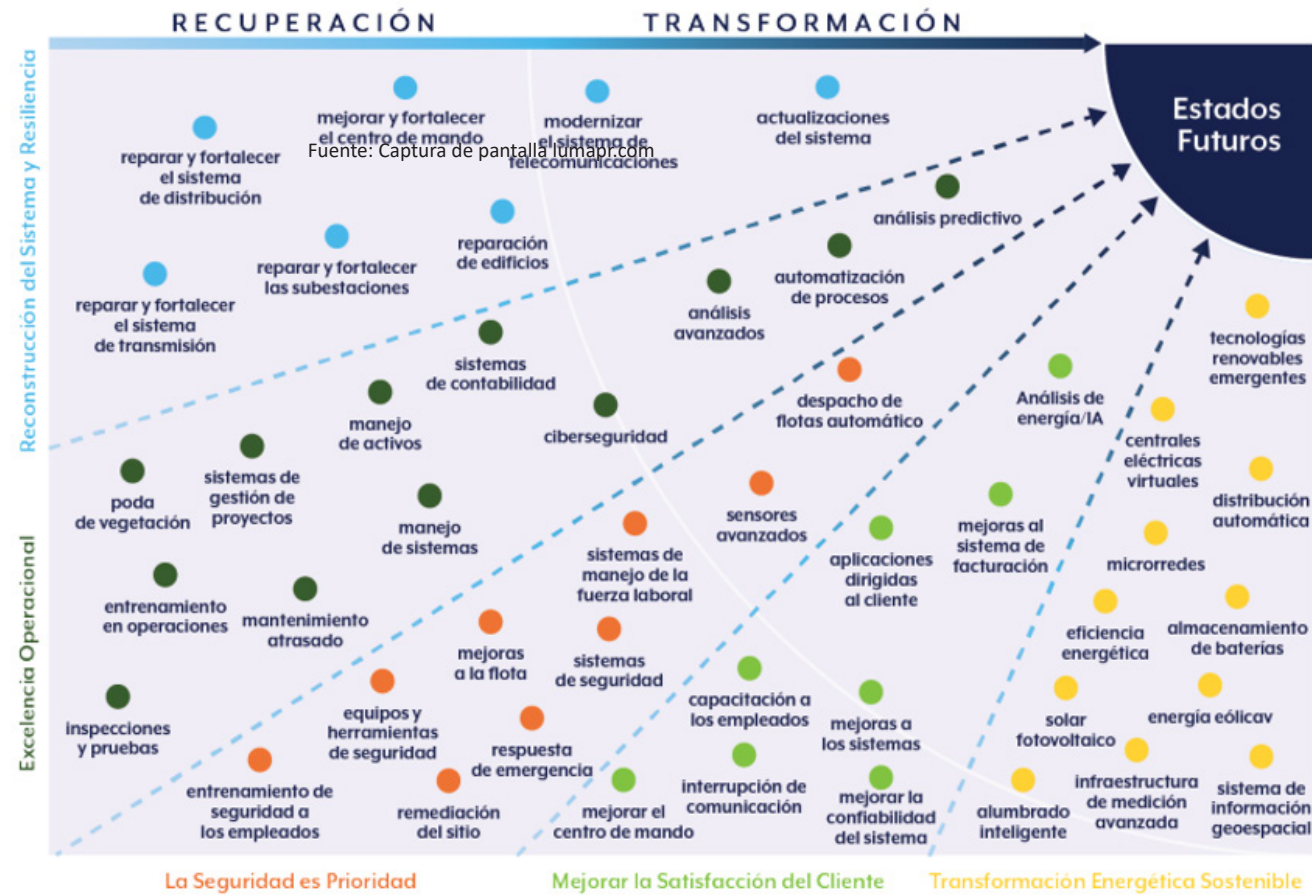 RECUPERACIÓN
TRANSFORMACIÓN
Estados
Futuros
Reconstrucción del Sistema y Resiliencia
reparar y fortalecer
el sistema
de distribución
mejorar y fortalecer
el centro de mando
modernizar
el sistema de
telecomunicaciones
actualizaciones
del sistema
Fuente: Captura de pantalla lumapr.com
reparar y fortalecer
el sistema
de transmisión
reparar y fortalecer
las subestaciones
reparación
de edificios
análisis predictivo
automatización
de procesos
análisis
avanzados
sistemas
de contabilidad
manejo
de activos
ciberseguridad
Excelencia Operacional
poda
de vegetación
sistemas de
gestión de
proyectos
manejo
de sistemas
entrenamiento
en operaciones
mantenimiento
atrasado
inspecciones
y pruebas
despacho de
flotas automático
sensores
avanzados
sistemas de
manejo de la
fuerza laboral
mejoras
a la flota
sistemas
de seguridad
equipos y
herramientas
de seguridad
respuesta
de emergencia
entrenamiento de
seguridad a
los empleados
remediación
del sitio
Análisis de
energía/IA
mejoras al
sistema de
facturación
aplicaciones
dirigidas
al cliente
capacitación a
los empleados
mejoras a
los sistemas
interrupción de
comunicación
mejorar el
centro de mando
mejorar la
confiabilidad
del sistema
tecnologías
renovables
emergentes
centrales
eléctricas
virtuales
distribución
automática
microrredes
eficiencia
energética
almacenamiento
de baterías
solar
fotovoltaico
energía eólicav
alumbrado
inteligente
infraestructura
de medición
avanzada
sistema de
información
geoespacial
La Seguridad es Prioridad
Mejorar la Satisfacción del Cliente
Transformación Energética Sostenible